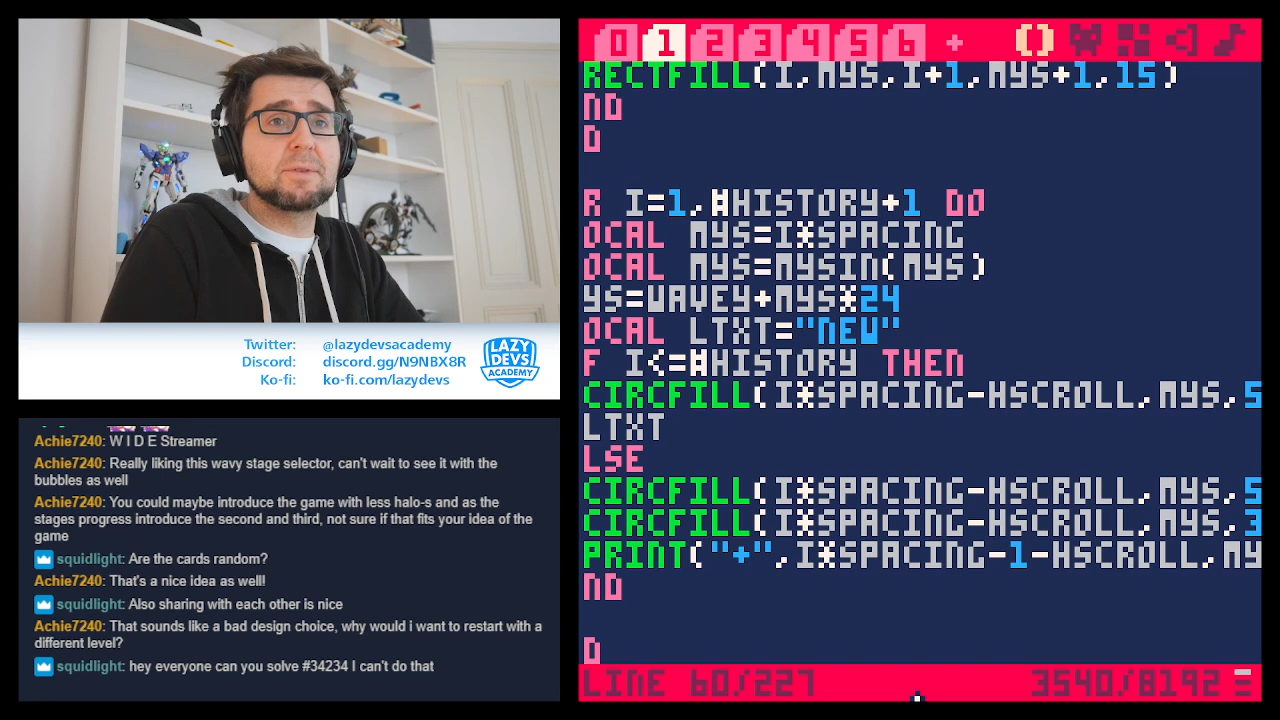 Twitter: @lazydevsacademy
Discord: discord.gg/N9NBX8R
Ko-fi: ko-fi.com/lazydevs
LAZY
DEVS
ACADEMY
Achie7240: W I D E Streamer
Achie7240: Really liking this wavy stage selector, can't wait to see it with the
bubbles as well
Achie7240: You could maybe introduce the game with less halo-s and as the
stages progress introduce the second and third, not sure if that fits your idea of the
game
squidlight: Are the cards random?
Achie7240: That's a nice idea as well!
squidlight: Also sharing with each other is nice
Achie7240: That sounds like a bad design choice, why would i want to restart with a
different level?
squidlight: hey everyone can you solve #34234 I can't do that
0 1 2 3 4 5 6 +
RECTFILL(I,MYS,I+1,MYS+1,15)
ND
D
R I=1,#HISTORY+1 DO
OCAL MYS=I*SPACING
OCAL MYS=MYSIN(MYS)
YS=WAVEY+MYS*24
OCAL LTXT="NEW"
F I<=#HISTORY THEN
CIRCFILL(I*SPACING-HSCROLL,MYS,5
LTXT
LSE
CIRCFILL(I*SPACING-HSCROLL,MYS,5
CIRCFILL(I*SPACING-HSCROLL,MYS,3
PRINT("+",I*SPACING-1-HSCROLL,MY
ND
D
LINE 60/227 3540/8192